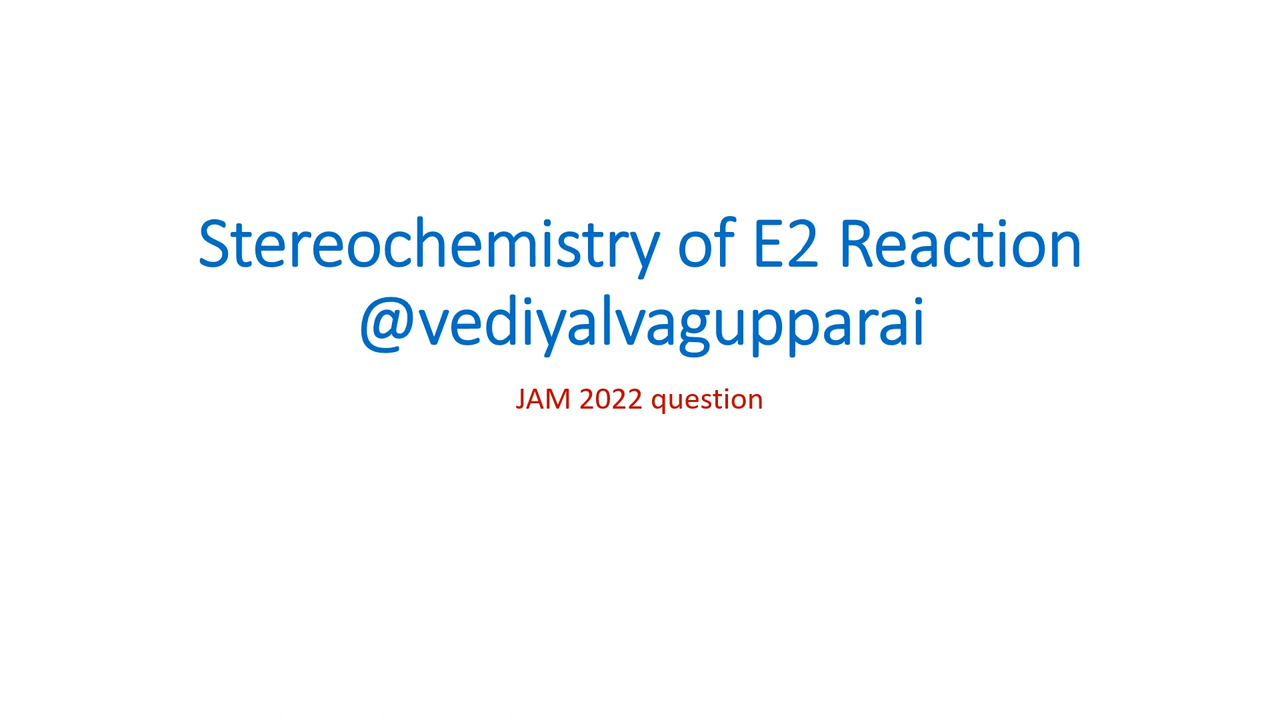 Stereochemistry of E2 Reaction
@vediyalvagupparai
JAM 2022 question